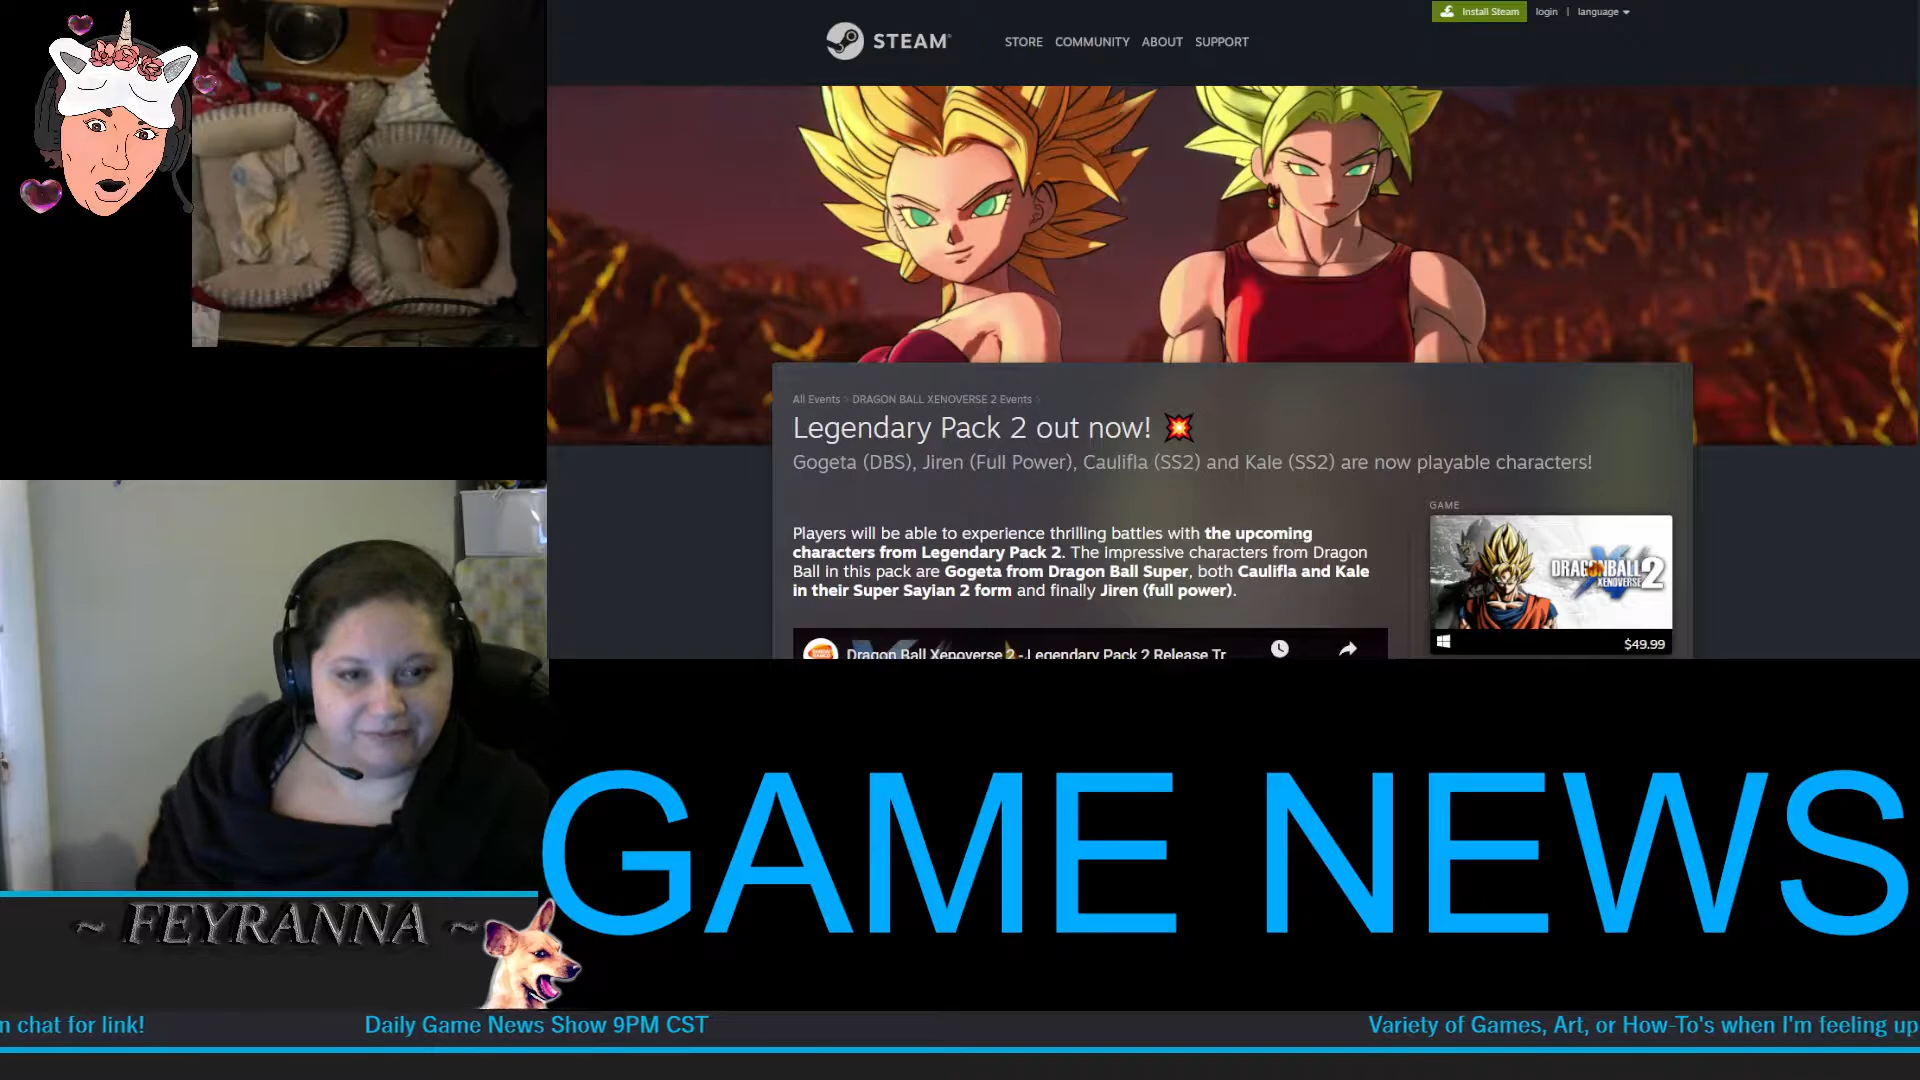 Install Steam login | language
STEAM
STORE COMMUNITY ABOUT SUPPORT
All Events > DRAGON BALL XENOVERSE 2 Events >
Legendary Pack 2 out now! 💥
Gogeta (DBS), Jiren (Full Power), Caulifla (SS2) and Kale (SS2) are now playable characters!
Players will be able to experience thrilling battles with the upcoming
characters from Legendary Pack 2. The impressive characters from Dragon
Ball in this pack are Gogeta from Dragon Ball Super, both Caulifla and Kale
in their Super Sayian 2 form and finally Jiren (full power).
Dragon Ball Xenoverse 2 - Legendary Pack 2 Release Tr
GAME
DRAGONBALL
XENOVERSE 2
$49.99
GAME NEWS
~ FEYRANNA ~
n chat for link!
Daily Game News Show 9PM CST
Variety of Games, Art, or How-To's when I'm feeling up